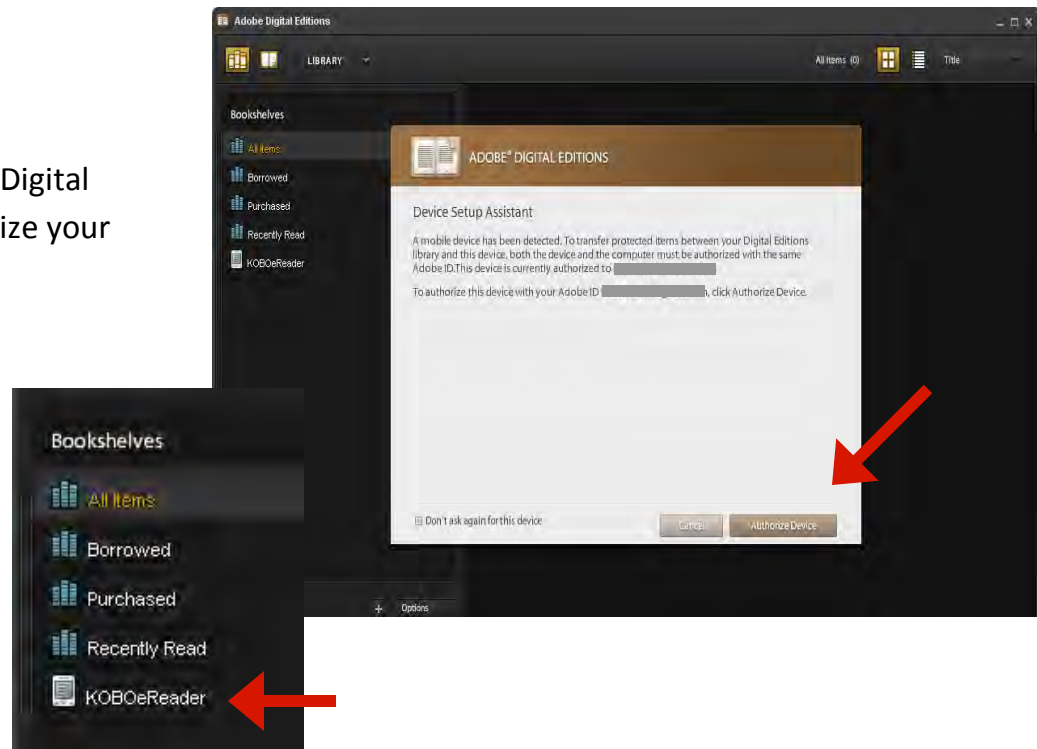 Adobe Digital Editions
LIBRARY
All Items (0)
Title
Bookshelves
All Items
Borrowed
Purchased
Recently Read
KOBOeReader
Digital
ize your
ADOBE® DIGITAL EDITIONS
Device Setup Assistant
A mobile device has been detected. To transfer protected items between your Digital Editions
library and this device, both the device and the computer must be authorized with the same
Adobe ID.This device is currently authorized to
To authorize this device with your Adobe ID , click Authorize Device.
Don't ask again for this device
Cancel
Authorize Device
+ Options
Bookshelves
All Items
Borrowed
Purchased
Recently Read
KOBOeReader